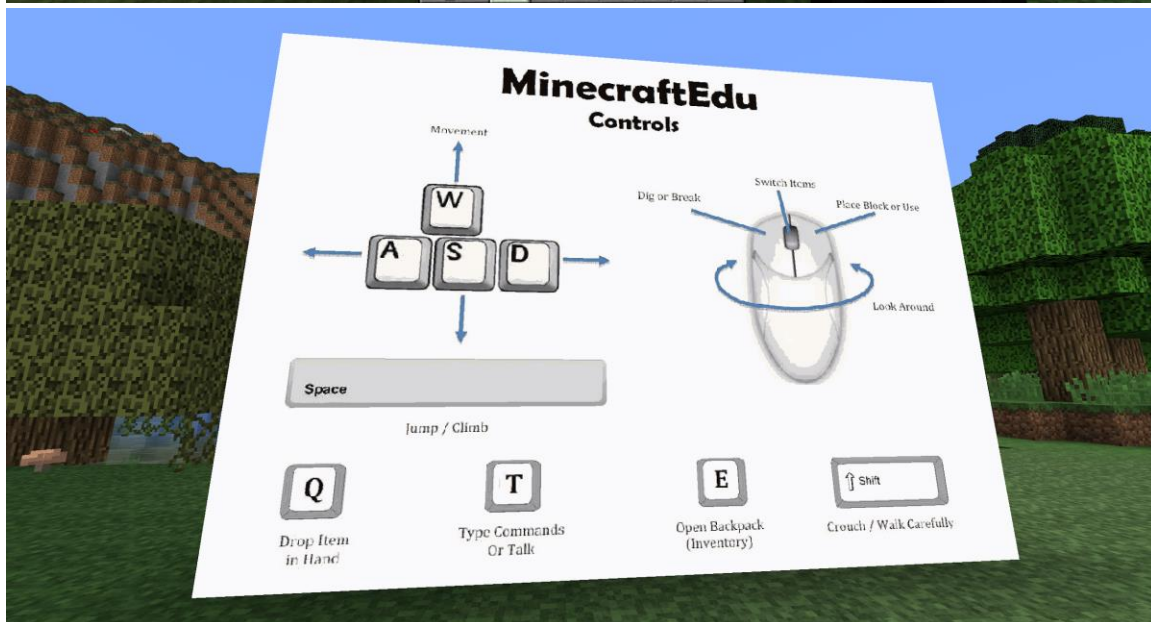 MinecraftEdu
Controls
Movement
W
A S D
Space
Jump / Climb
Switch Items
Dig or Break
Place Block or Use
Look Around
Q
Drop Item
in Hand
T
Type Commands
Or Talk
E
Open Backpack
(Inventory)
Shift
Crouch / Walk Carefully